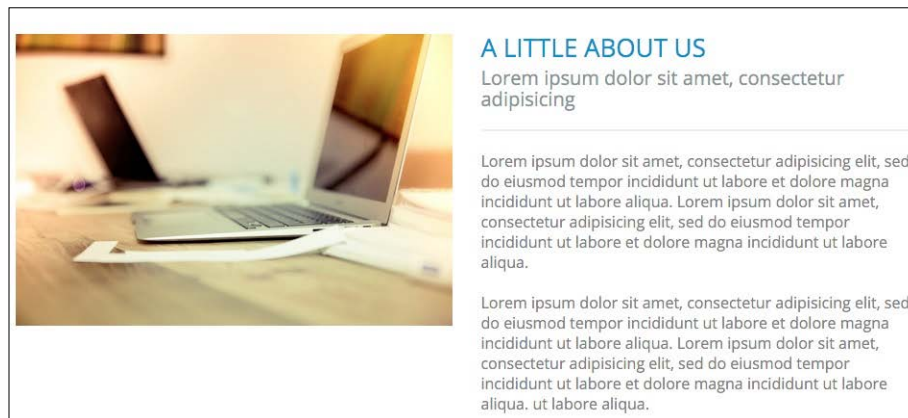 A LITTLE ABOUT US
Lorem ipsum dolor sit amet, consectetur
adipisicing
Lorem ipsum dolor sit amet, consectetur adipisicing elit, sed
do eiusmod tempor incididunt ut labore et dolore magna
incididunt ut labore aliqua. Lorem ipsum dolor sit amet,
consectetur adipisicing elit, sed do eiusmod tempor
incididunt ut labore et dolore magna incididunt ut labore
aliqua.
Lorem ipsum dolor sit amet, consectetur adipisicing elit, sed
do eiusmod tempor incididunt ut labore et dolore magna
incididunt ut labore aliqua. Lorem ipsum dolor sit amet,
consectetur adipisicing elit, sed do eiusmod tempor
incididunt ut labore et dolore magna incididunt ut labore
aliqua. ut labore aliqua.